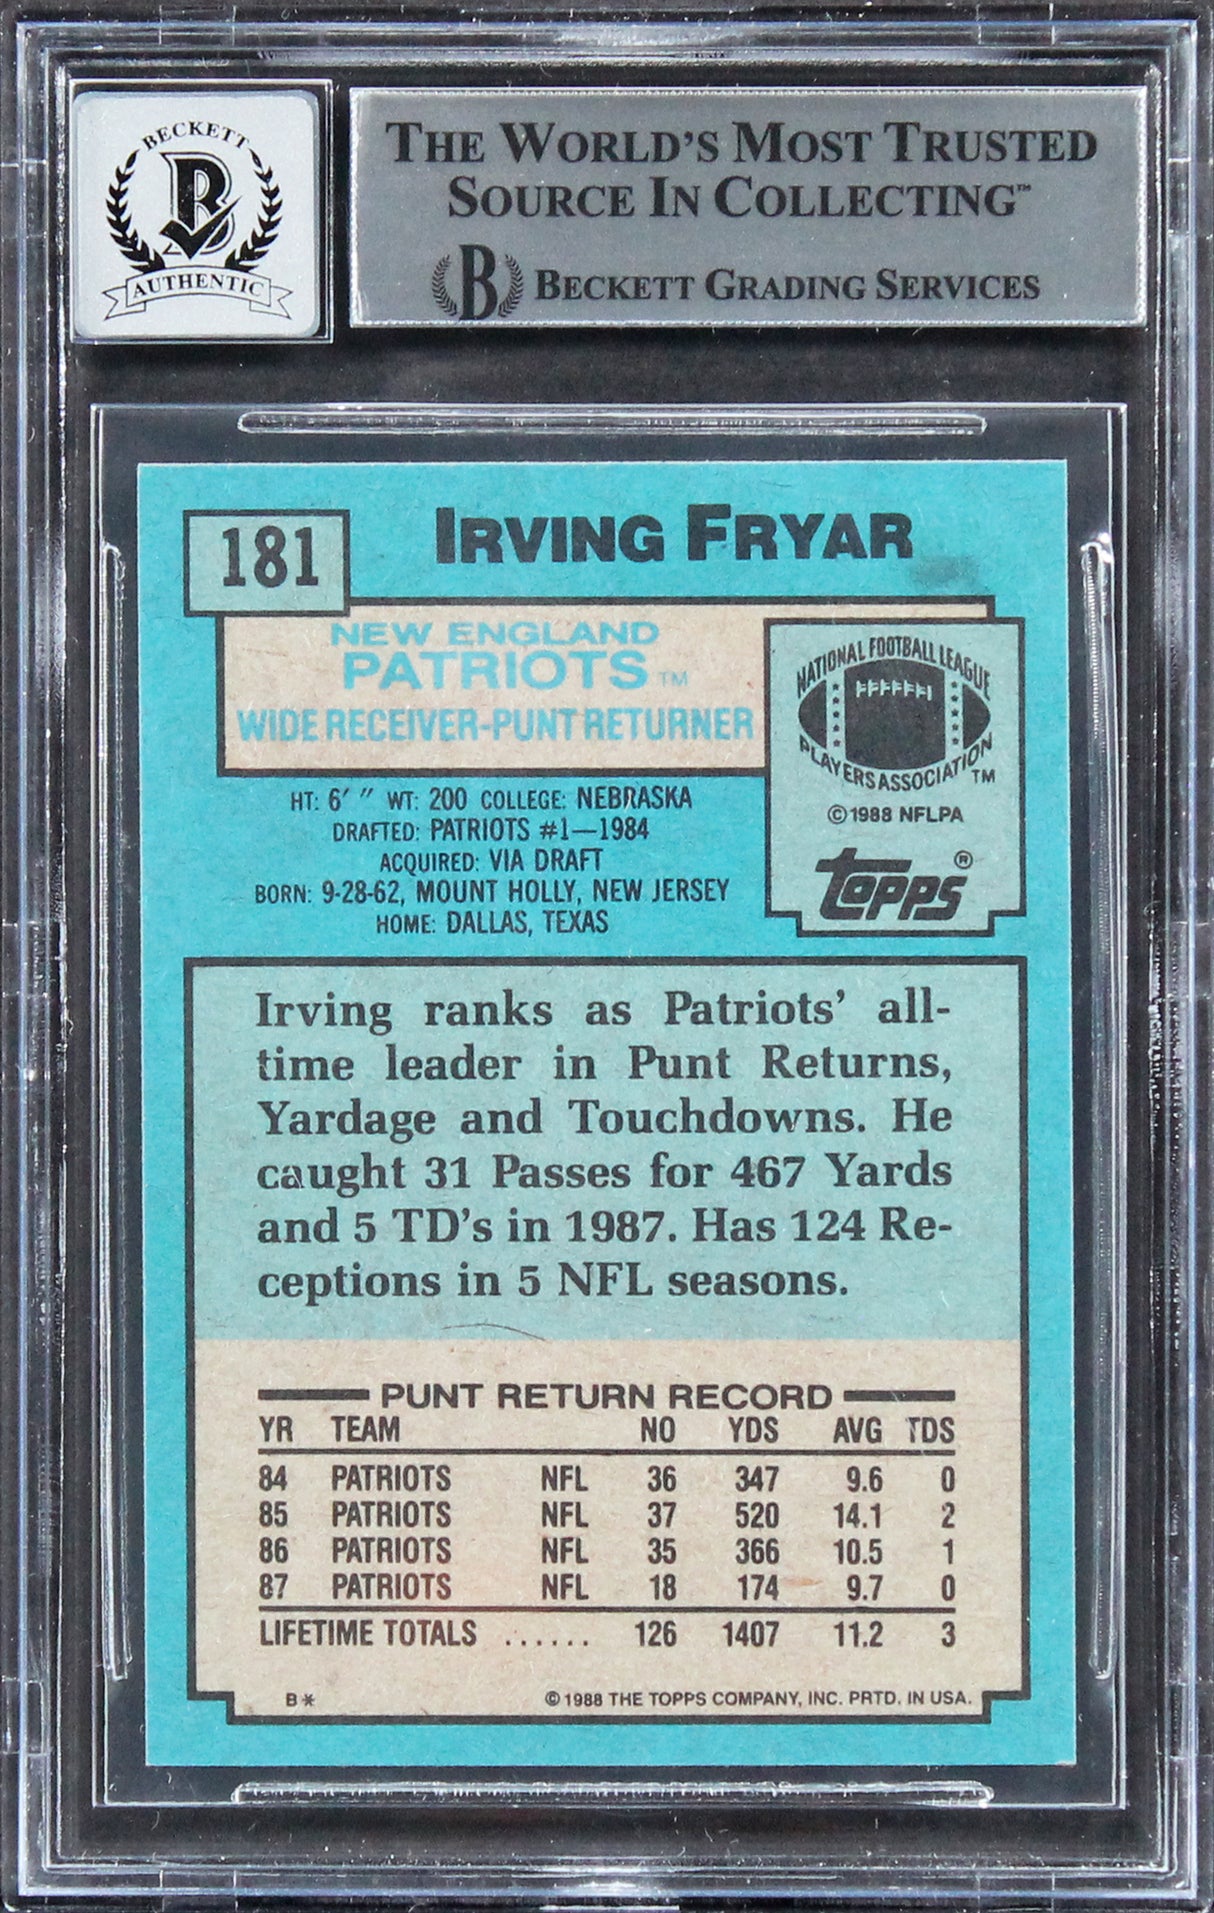 BECKETT
B
AUTHENTIC
THE WORLD'S MOST TRUSTED
SOURCE IN COLLECTING™
B BECKETT GRADING SERVICES
181
IRVING FRYAR
NEW ENGLAND
PATRIOTS TM
WIDE RECEIVER-PUNT RETURNER
NATIONAL FOOTBALL LEAGUE
PLAYERS ASSOCIATION TM
©1988 NFLPA
TOPPS ®
HT: 6' " WT: 200 COLLEGE: NEBRASKA
DRAFTED: PATRIOTS #1—1984
ACQUIRED: VIA DRAFT
BORN: 9-28-62, MOUNT HOLLY, NEW JERSEY
HOME: DALLAS, TEXAS
Irving ranks as Patriots' all-
time leader in Punt Returns,
Yardage and Touchdowns. He
caught 31 Passes for 467 Yards
and 5 TD's in 1987. Has 124 Re-
ceptions in 5 NFL seasons.
PUNT RETURN RECORD
YR TEAM NO YDS AVG TDS
84 PATRIOTS NFL 36 347 9.6 0
85 PATRIOTS NFL 37 520 14.1 2
86 PATRIOTS NFL 35 366 10.5 1
87 PATRIOTS NFL 18 174 9.7 0
LIFETIME TOTALS ...... 126 1407 11.2 3
B* ©1988 THE TOPPS COMPANY, INC. PRTD. IN USA.